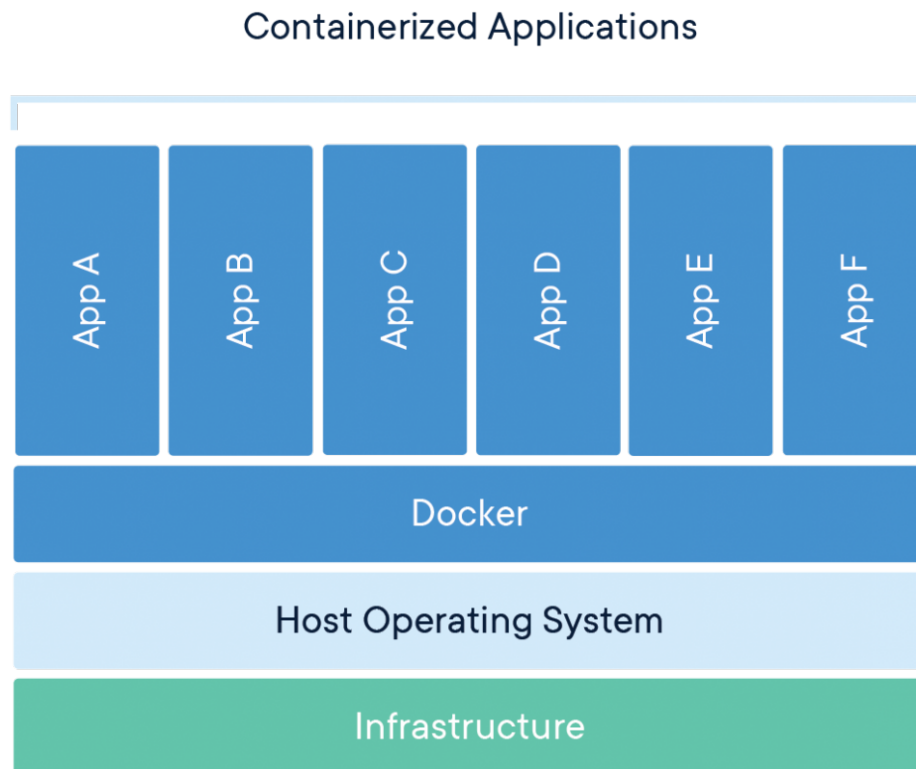 Containerized Applications
App A
App B
App C
App D
App E
App F
Docker
Host Operating System
Infrastructure